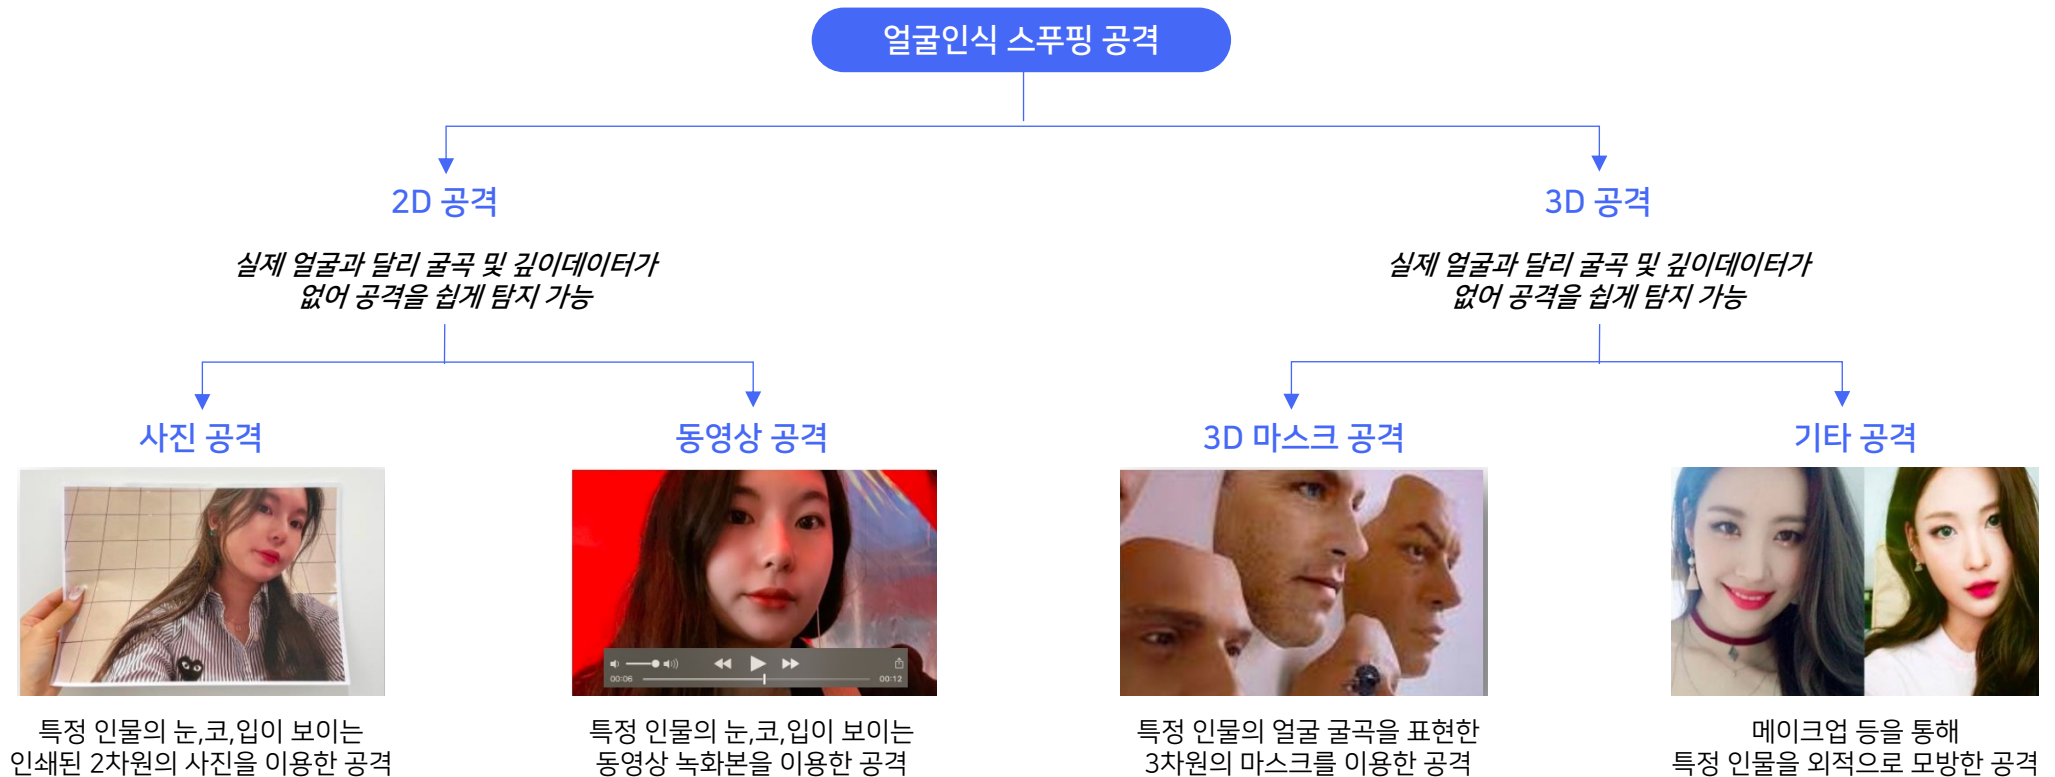 얼굴인식 스푸핑 공격
2D 공격
3D 공격
실제 얼굴과 달리 굴곡 및 깊이데이터가
없어 공격을 쉽게 탐지 가능
실제 얼굴과 달리 굴곡 및 깊이데이터가
없어 공격을 쉽게 탐지 가능
사진 공격
동영상 공격
3D 마스크 공격
기타 공격
00:06
00:12
특정 인물의 눈,코,입이 보이는
인쇄된 2차원의 사진을 이용한 공격
특정 인물의 눈,코,입이 보이는
동영상 녹화본을 이용한 공격
특정 인물의 얼굴 굴곡을 표현한
3차원의 마스크를 이용한 공격
메이크업 등을 통해
특정 인물을 외적으로 모방한 공격